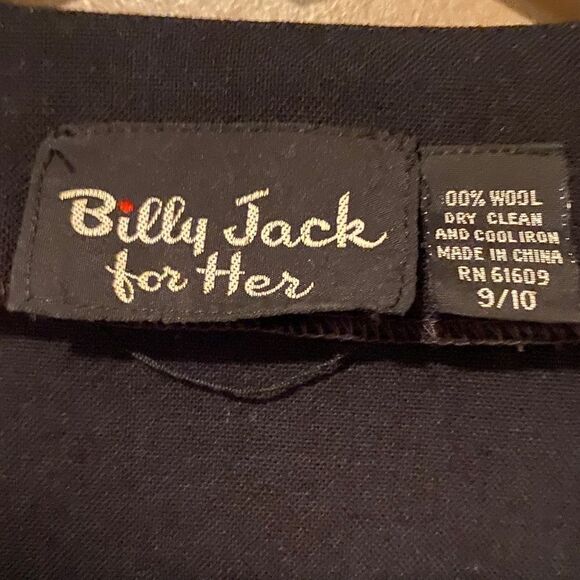 Billy Jack
for Her
00% WOOL
DRY CLEAN
AND COOL IRON
MADE IN CHINA
RN 61609
9/10